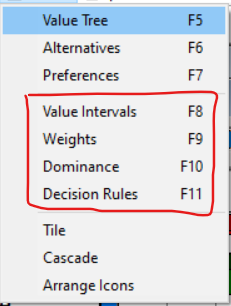 Value Tree F5
Alternatives F6
Preferences F7
Value Intervals F8
Weights F9
Dominance F10
Decision Rules F11
Tile
Cascade
Arrange Icons